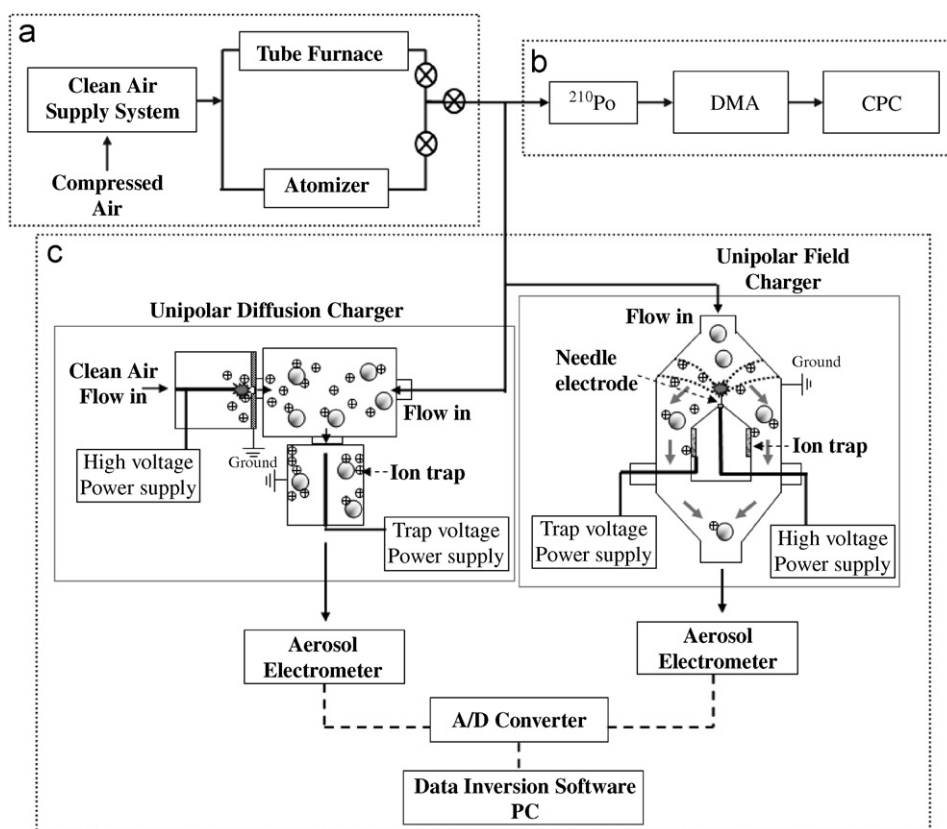 a
Tube Furnace
Clean Air
Supply System
Compressed
Air
Atomizer
b
²¹⁰Po
DMA
CPC
c
Unipolar Diffusion Charger
Clean Air
Flow in
Flow in
High voltage
Power supply
Ground
Ion trap
Trap voltage
Power supply
Aerosol
Electrometer
Unipolar Field
Charger
Flow in
Needle
electrode
Ground
Ion trap
Trap voltage
Power supply
High voltage
Power supply
Aerosol
Electrometer
A/D Converter
Data Inversion Software
PC